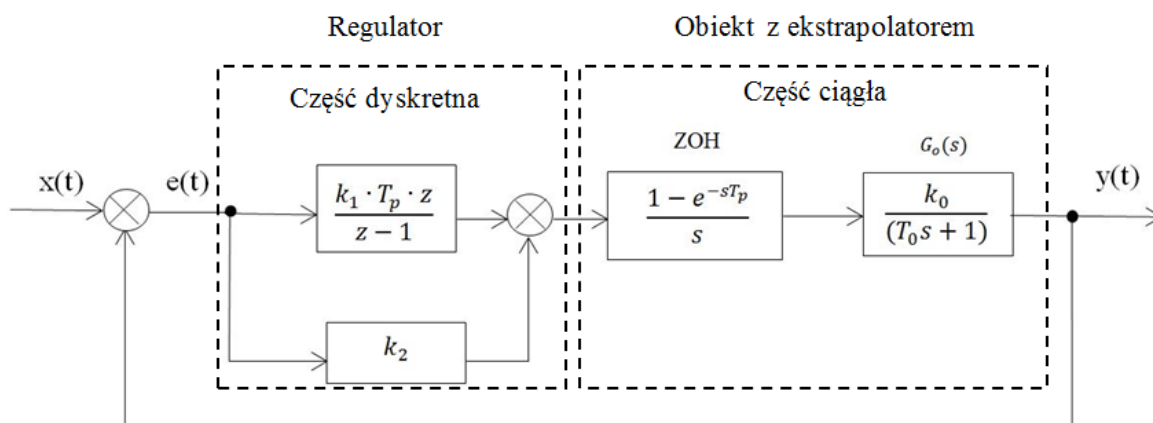 Regulator
Obiekt z ekstrapolatorem
Część dyskretna
Część ciągła
ZOH
G_o(s)
x(t)
e(t)
k_1 · T_p · z
z − 1
1 − e^{−sT_p}
s
k_0
(T_0 s + 1)
y(t)
k_2